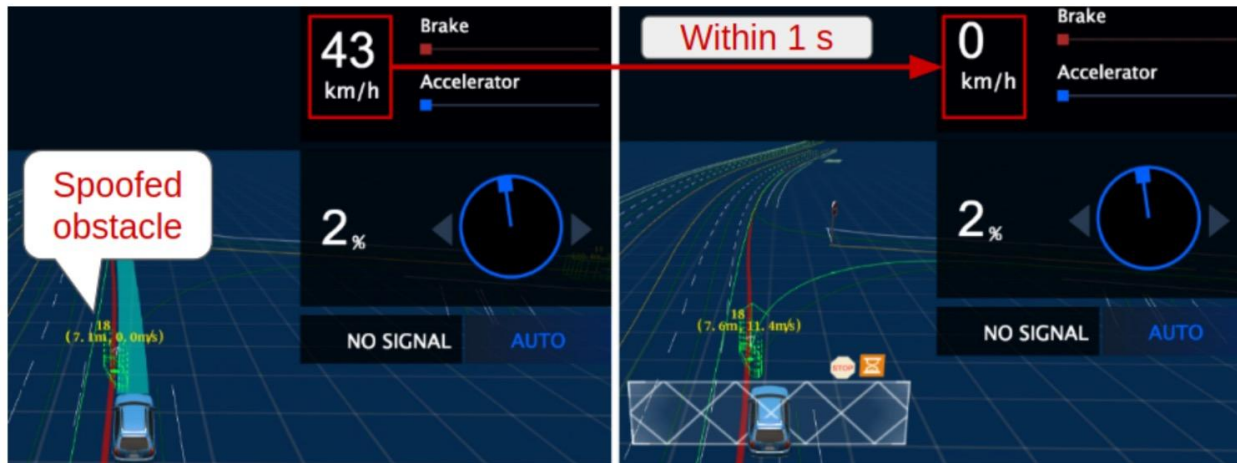 Spoofed
obstacle
43
km/h
Brake
Accelerator
2%
18
(7.1m, 0.0m/s)
NO SIGNAL
AUTO
Within 1 s
0
km/h
Brake
Accelerator
2%
18
(7.6m, 11.4m/s)
STOP
NO SIGNAL
AUTO